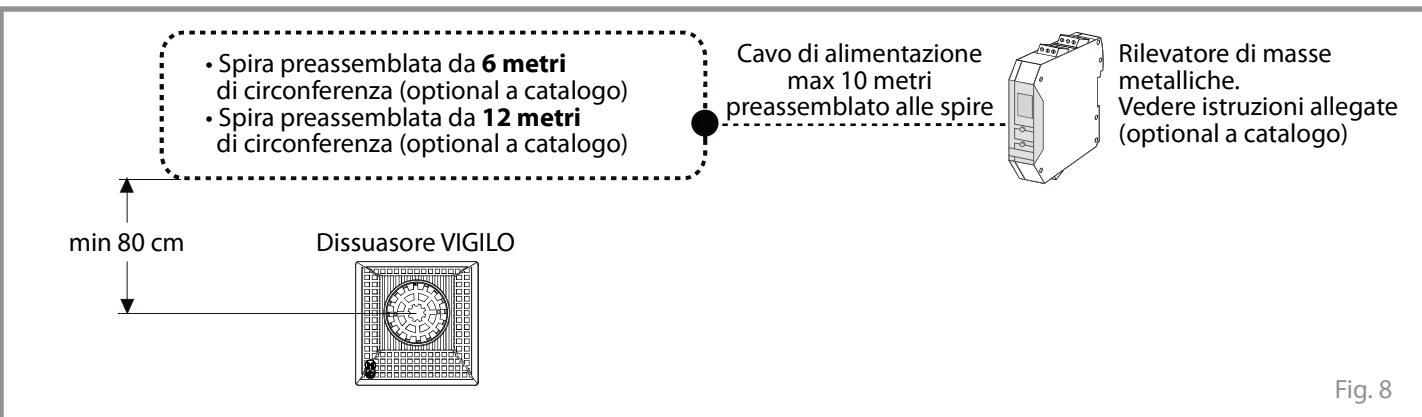 • Spira preassemblata da 6 metri
di circonferenza (optional a catalogo)
• Spira preassemblata da 12 metri
di circonferenza (optional a catalogo)
Cavo di alimentazione
max 10 metri
preassemblato alle spire
Rilevatore di masse
metalliche.
Vedere istruzioni allegate
(optional a catalogo)
min 80 cm
Dissuasore VIGILO
Fig. 8